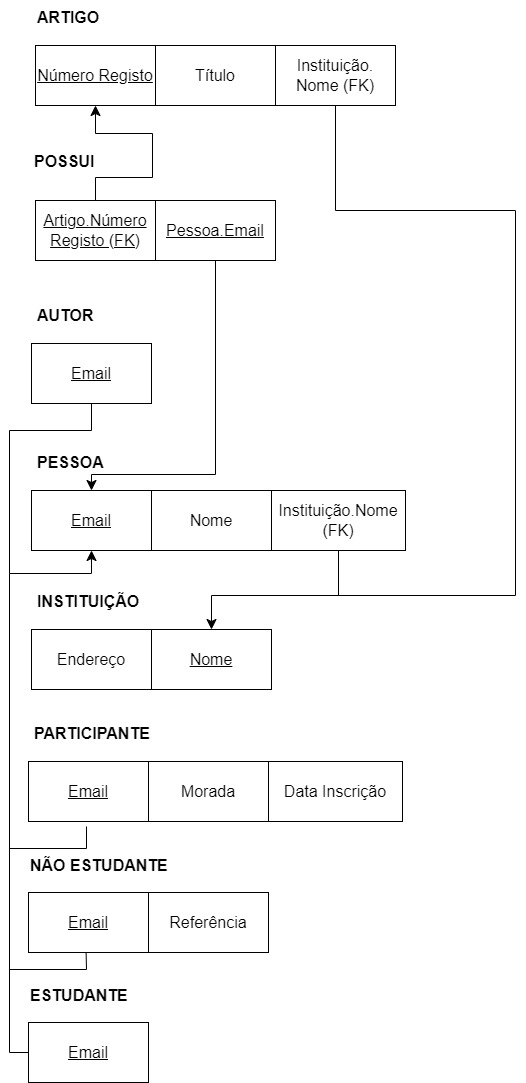 ARTIGO
Número Registo
Título
Instituição.
Nome (FK)
POSSUI
Artigo.Número
Registo (FK)
Pessoa.Email
AUTOR
Email
PESSOA
Email
Nome
Instituição.Nome
(FK)
INSTITUIÇÃO
Endereço
Nome
PARTICIPANTE
Email
Morada
Data Inscrição
NÃO ESTUDANTE
Email
Referência
ESTUDANTE
Email